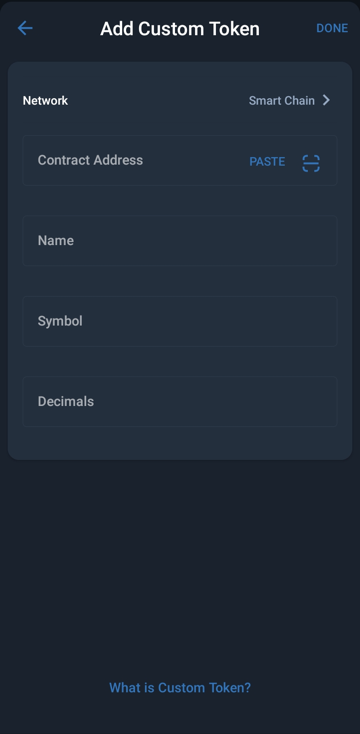 Add Custom Token
DONE
Network
Smart Chain
Contract Address
PASTE
Name
Symbol
Decimals
What is Custom Token?